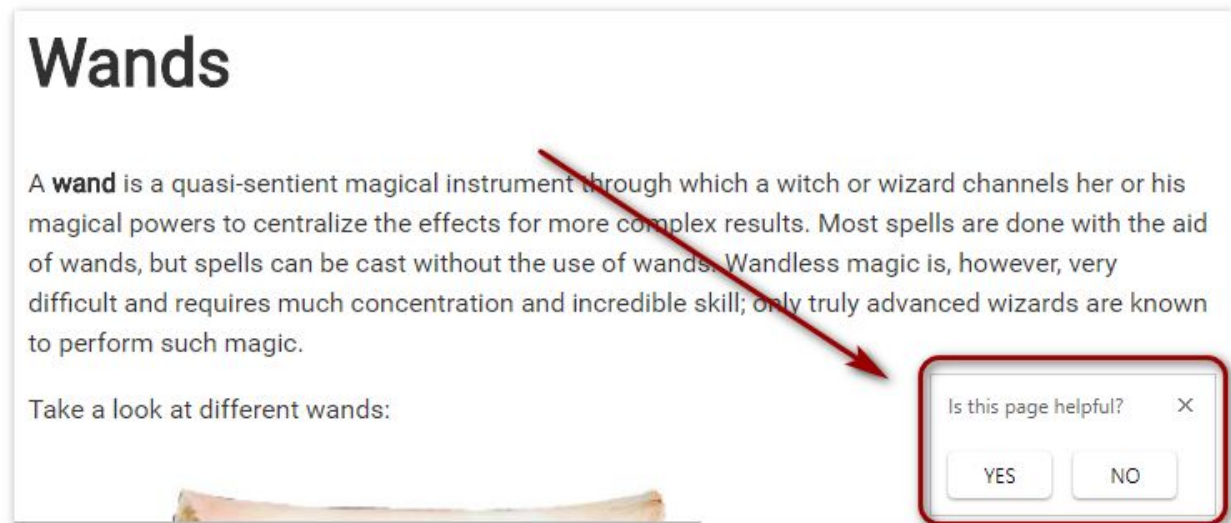 Wands
A wand is a quasi-sentient magical instrument through which a witch or wizard channels her or his
magical powers to centralize the effects for more complex results. Most spells are done with the aid
of wands, but spells can be cast without the use of wands. Wandless magic is, however, very
difficult and requires much concentration and incredible skill; only truly advanced wizards are known
to perform such magic.
Take a look at different wands:
Is this page helpful?
YES NO